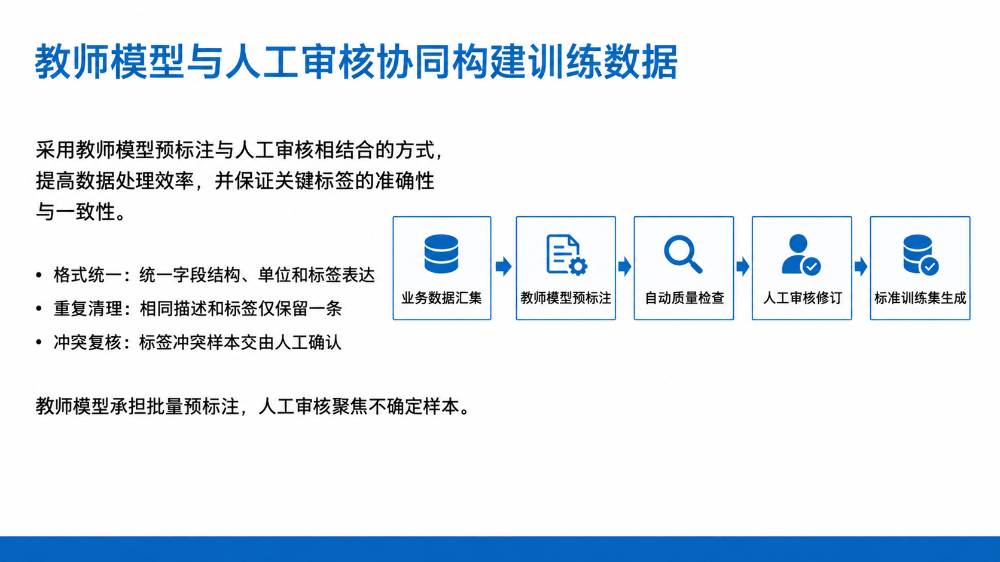 教师模型与人工审核协同构建训练数据
采用教师模型预标注与人工审核相结合的方式，
提高数据处理效率，并保证关键标签的准确性
与一致性。
• 格式统一：统一字段结构、单位和标签表达
• 重复清理：相同描述和标签仅保留一条
• 冲突复核：标签冲突样本交由人工确认
教师模型承担批量预标注，人工审核聚焦不确定样本。
业务数据汇集
教师模型预标注
自动质量检查
人工审核修订
标准训练集生成